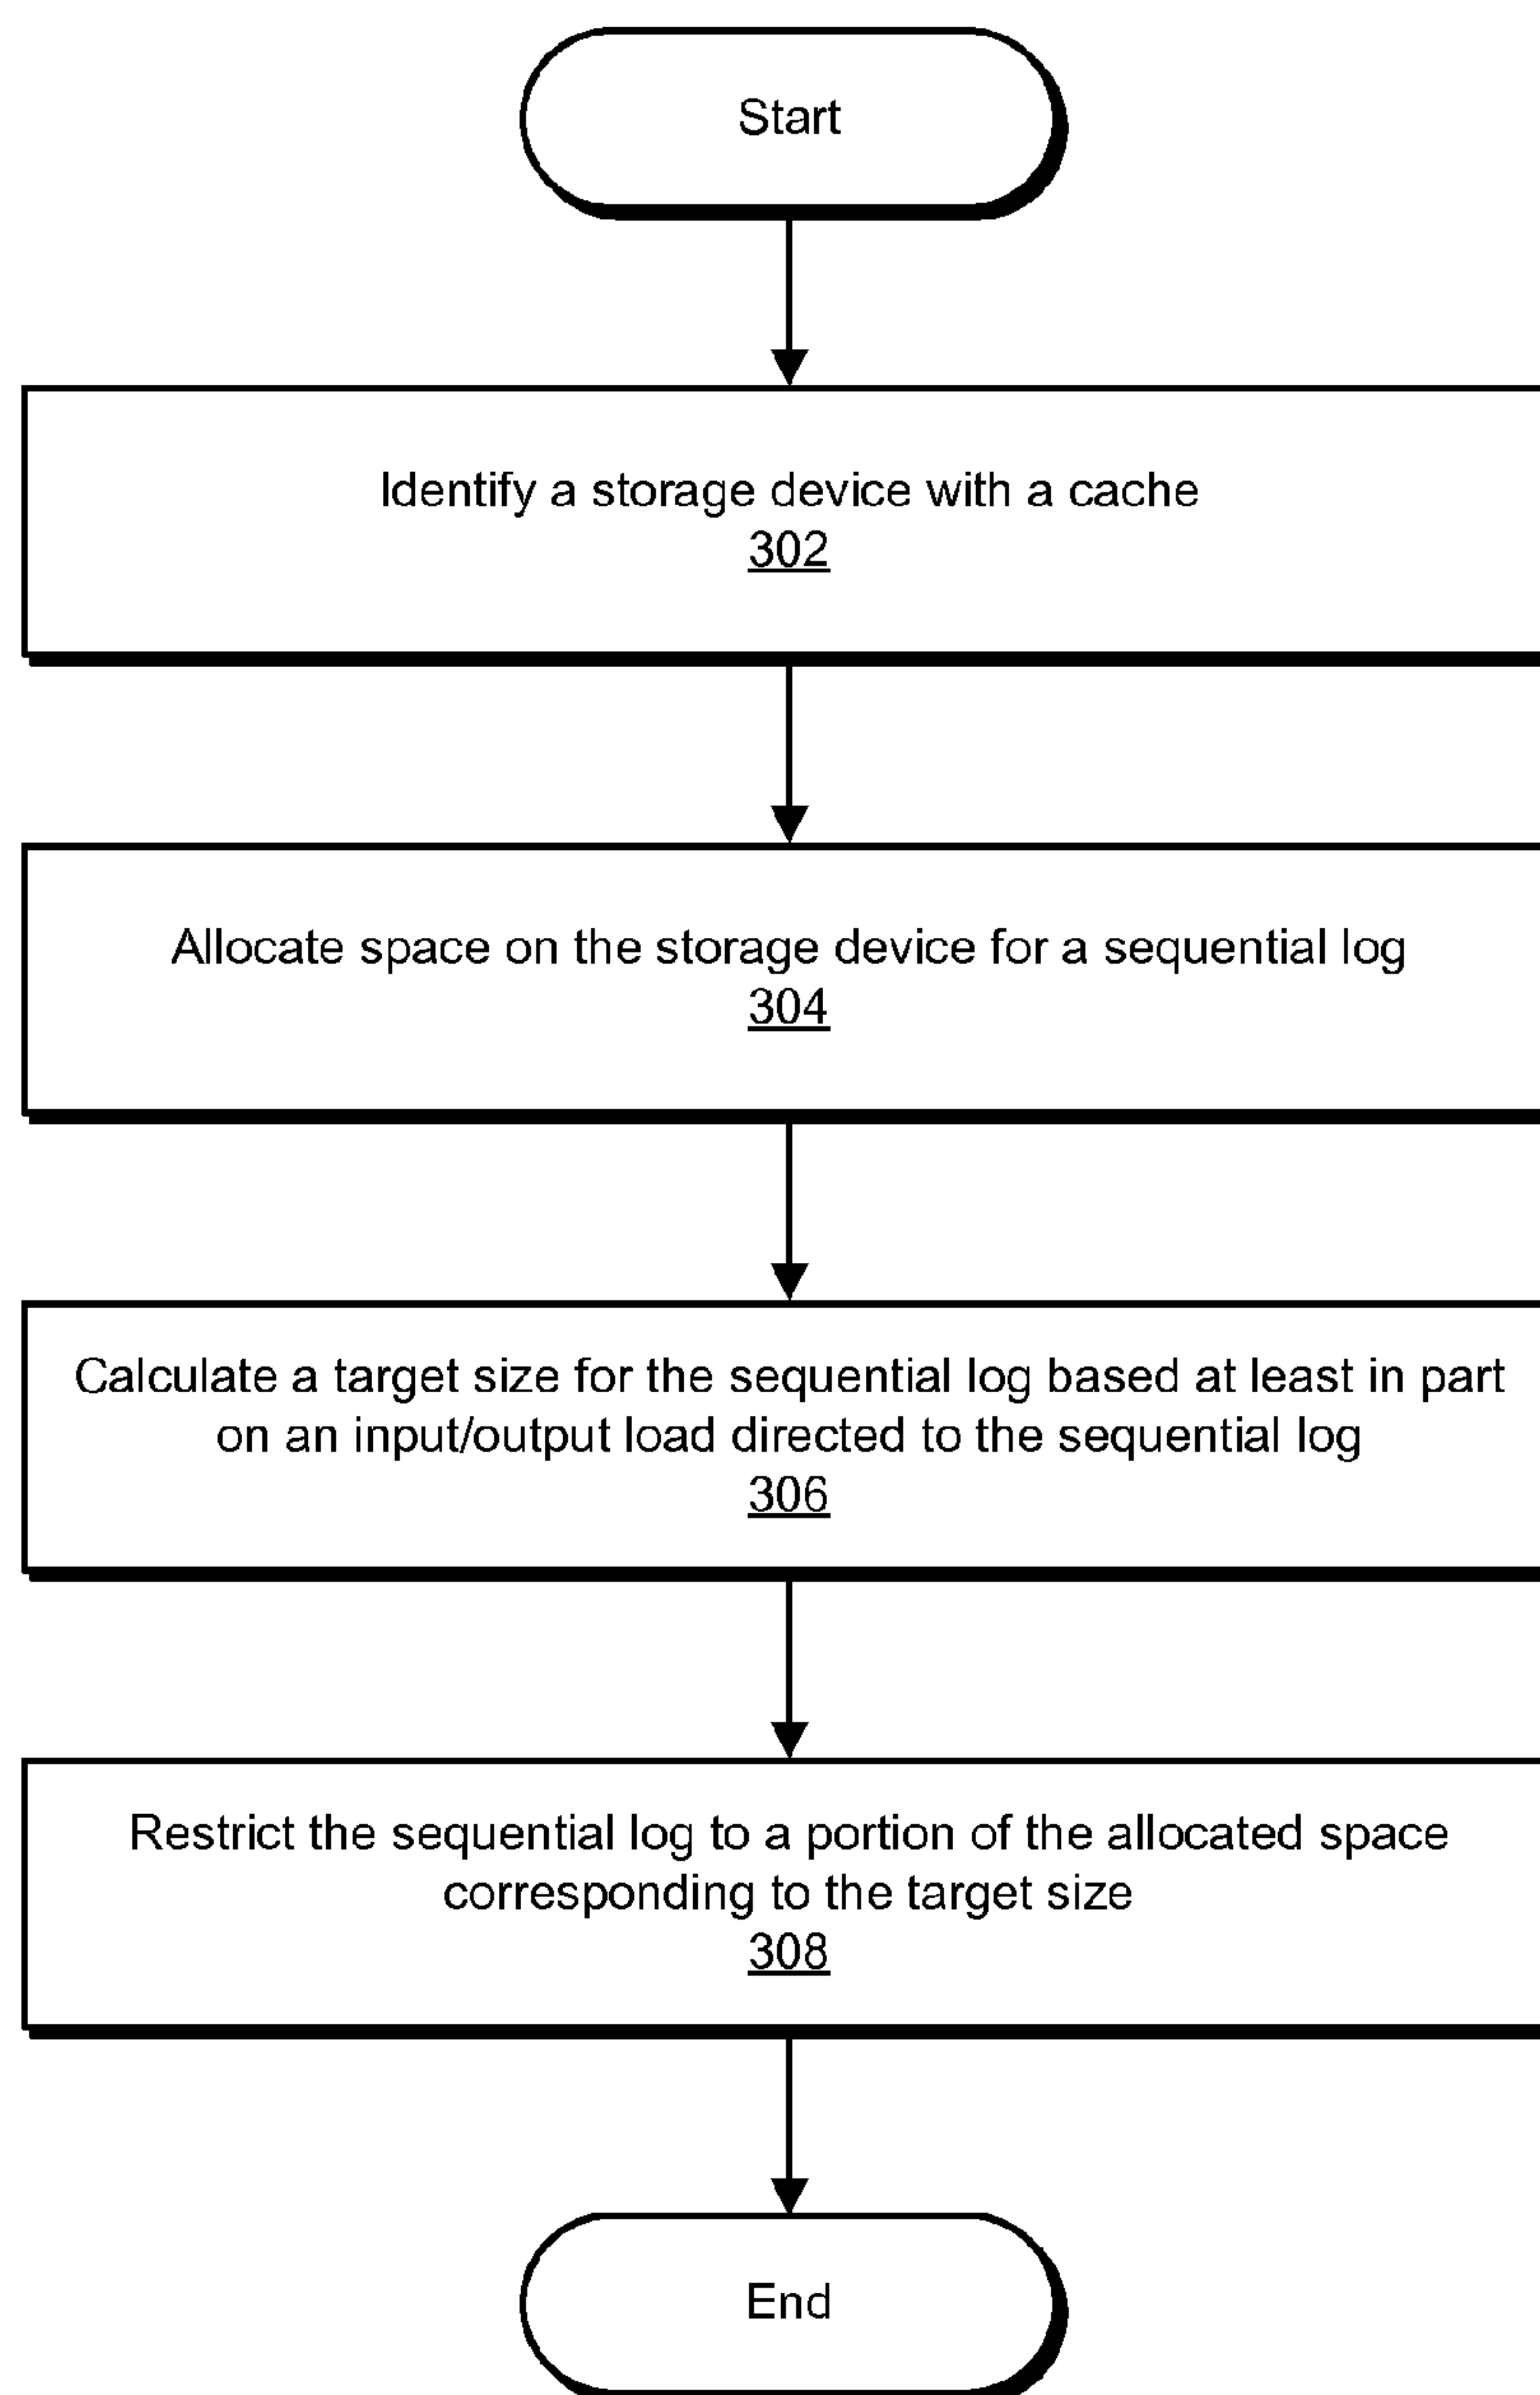 Start
Identify a storage device with a cache
302
Allocate space on the storage device for a sequential log
304
Calculate a target size for the sequential log based at least in part
on an input/output load directed to the sequential log
306
Restrict the sequential log to a portion of the allocated space
corresponding to the target size
308
End